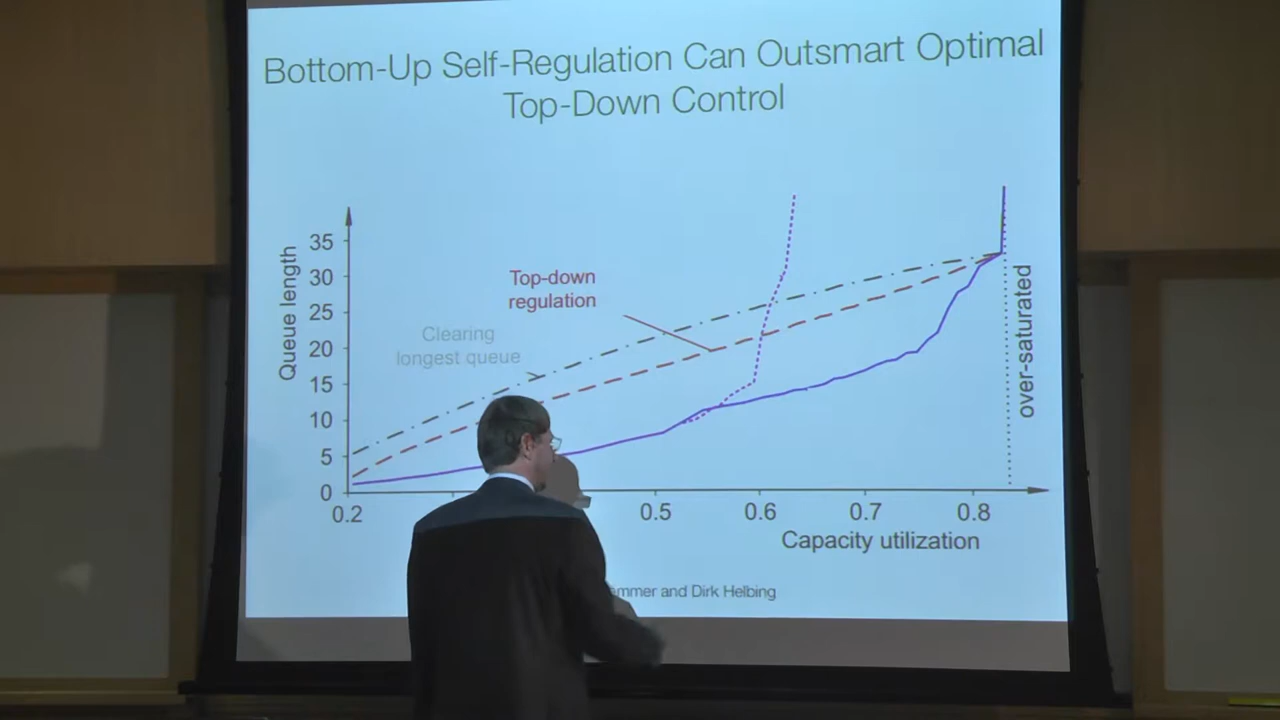 Bottom-Up Self-Regulation Can Outsmart Optimal
Top-Down Control
Queue length
35
30
25
20
15
10
5
0
Top-down
regulation
Clearing
longest queue
over-saturated
0.2
0.5
0.6
0.7
0.8
Capacity utilization
and Dirk Helbing